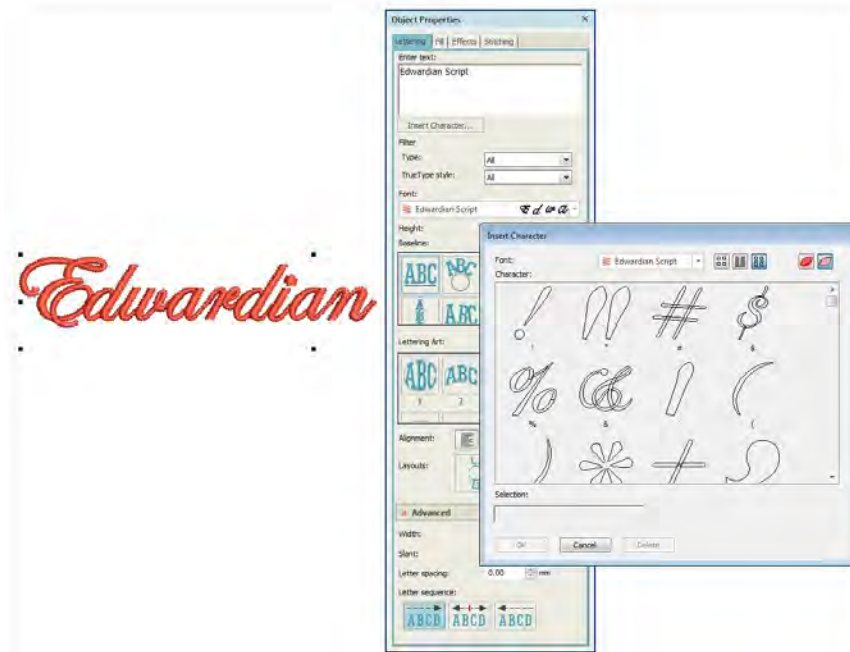 Edwardian
Object Properties
Lettering Fill Effects Stitching
Enter text:
Edwardian Script
Insert Character...
Filter
Type: All
TrueType style: All
Font:
Edwardian Script E d w a
Height:
Baseline:
ABC ABC
ABC
Lettering Art:
ABC ABC
1 2
Alignment:
Layouts:
Advanced
Width:
Slant:
Letter spacing: 0.00 mm
Letter sequence:
ABCD ABCD ABCD
Insert Character
Font: Edwardian Script
Character:
! " # $
! " # $
% & ' (
% & (
) * + ,
Selection:
OK Cancel Delete